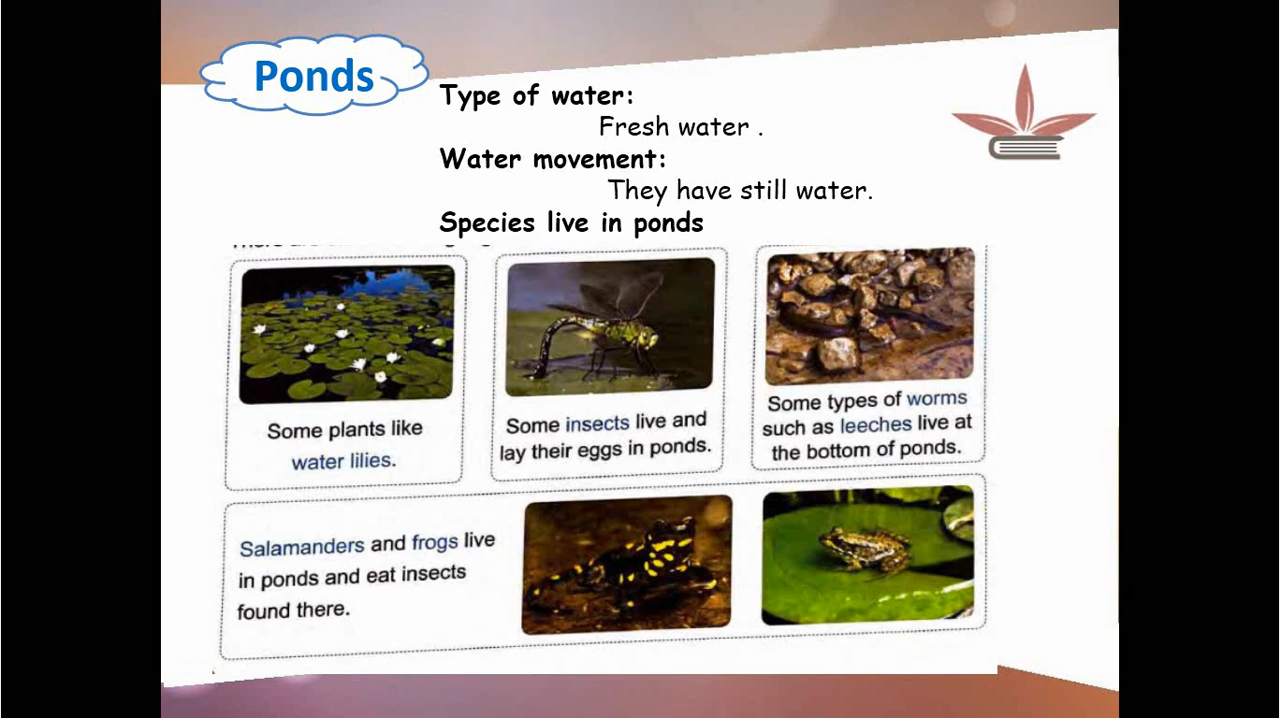 Ponds
Type of water:
Fresh water .
Water movement:
They have still water.
Species live in ponds
Some plants like
water lilies.
Some insects live and
lay their eggs in ponds.
Some types of worms
such as leeches live at
the bottom of ponds.
Salamanders and frogs live
in ponds and eat insects
found there.